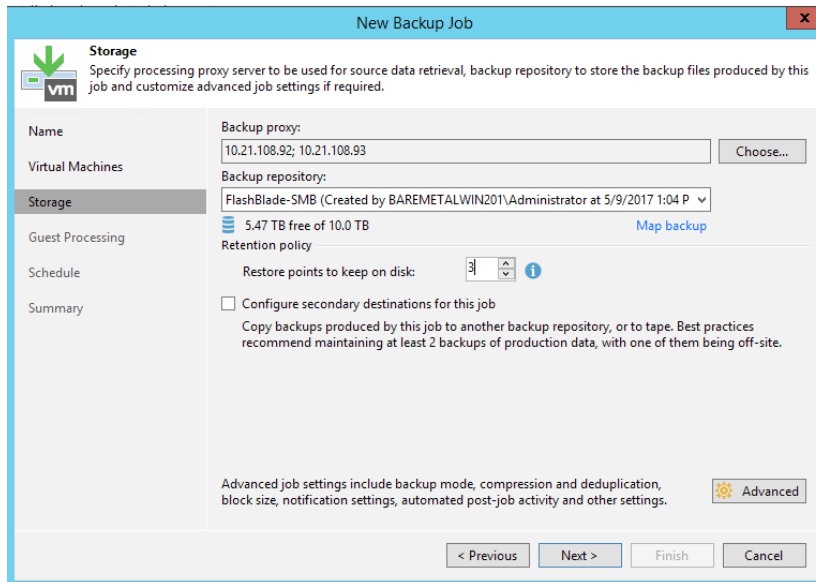 New Backup Job
x
Storage
Specify processing proxy server to be used for source data retrieval, backup repository to store the backup files produced by this
job and customize advanced job settings if required.
vm
Name
Virtual Machines
Storage
Guest Processing
Schedule
Summary
Backup proxy:
10.21.108.92; 10.21.108.93
Choose...
Backup repository:
FlashBlade-SMB (Created by BAREMETALWIN201\Administrator at 5/9/2017 1:04 P
5.47 TB free of 10.0 TB
Map backup
Retention policy
Restore points to keep on disk:
3
i
Configure secondary destinations for this job
Copy backups produced by this job to another backup repository, or to tape. Best practices
recommend maintaining at least 2 backups of production data, with one of them being off-site.
Advanced job settings include backup mode, compression and deduplication,
block size, notification settings, automated post-job activity and other settings.
Advanced
< Previous
Next >
Finish
Cancel